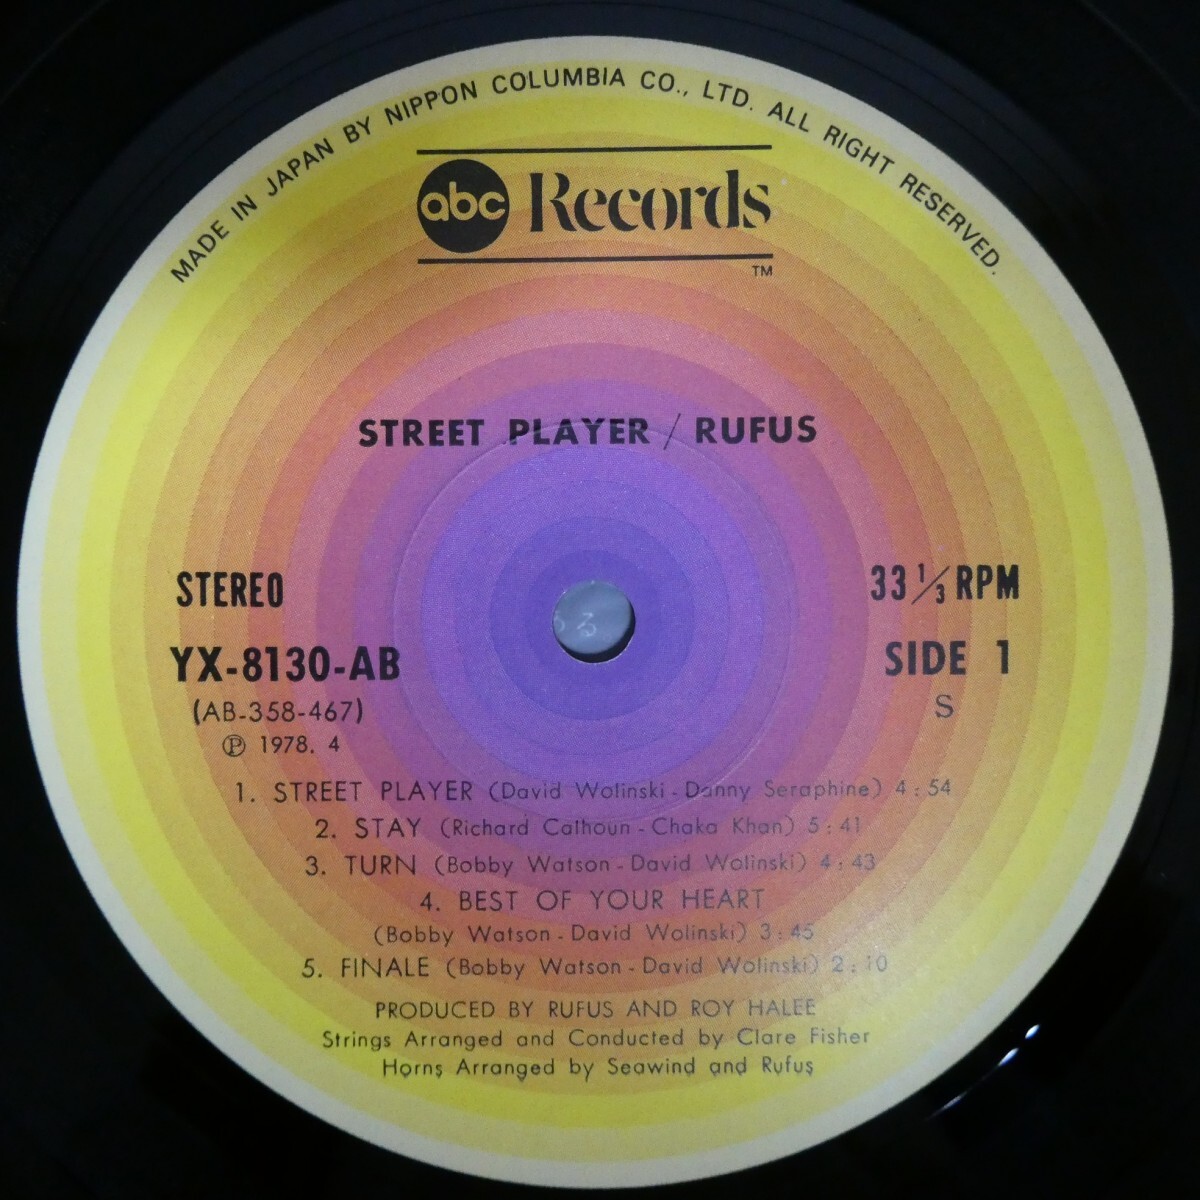 MADE IN JAPAN BY NIPPON COLUMBIA CO., LTD. ALL RIGHT RESERVED.
abc Records
TM
STREET PLAYER / RUFUS
STEREO
33 1/3 RPM
YX-8130-AB
SIDE 1
(AB-358-467)
S
Ⓟ 1978. 4
1. STREET PLAYER (David Wolinski - Danny Seraphine) 4 : 54
2. STAY (Richard Calhoun - Chaka Khan) 5 : 41
3. TURN (Bobby Watson - David Wolinski) 4 : 43
4. BEST OF YOUR HEART
(Bobby Watson - David Wolinski) 3 : 45
5. FINALE (Bobby Watson - David Wolinski) 2 : 10
PRODUCED BY RUFUS AND ROY HALEE
Strings Arranged and Conducted by Clare Fisher
Horns Arranged by Seawind and Rufus